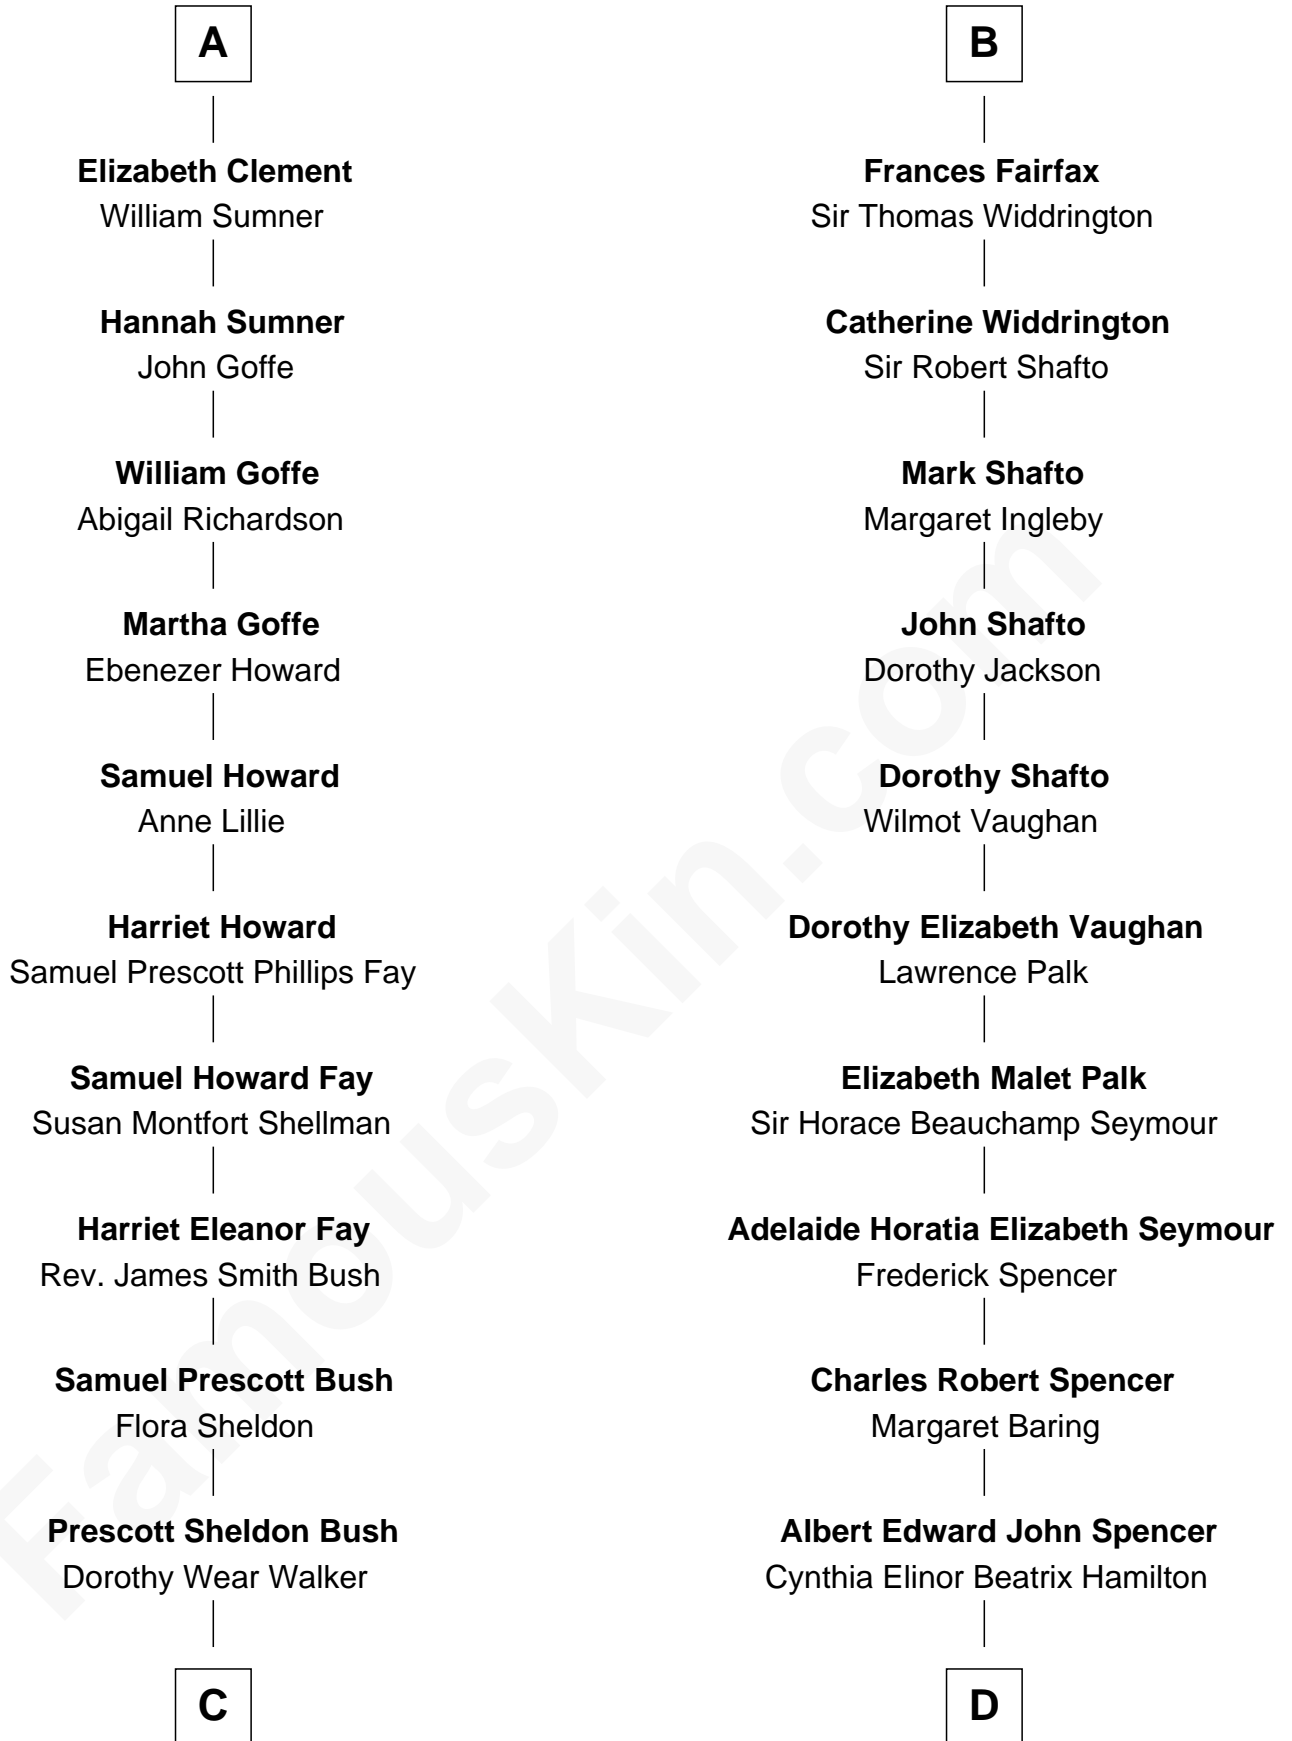 A
Elizabeth Clement
William Sumner
Hannah Sumner
John Goffe
William Goffe
Abigail Richardson
Martha Goffe
Ebenezer Howard
Samuel Howard
Anne Lillie
Harriet Howard
Samuel Prescott Phillips Fay
Samuel Howard Fay
Susan Montfort Shellman
Harriet Eleanor Fay
Rev. James Smith Bush
Samuel Prescott Bush
Flora Sheldon
Prescott Sheldon Bush
Dorothy Wear Walker
C
B
Frances Fairfax
Sir Thomas Widdrington
Catherine Widdrington
Sir Robert Shafto
Mark Shafto
Margaret Ingleby
John Shafto
Dorothy Jackson
Dorothy Shafto
Wilmot Vaughan
Dorothy Elizabeth Vaughan
Lawrence Palk
Elizabeth Malet Palk
Sir Horace Beauchamp Seymour
Adelaide Horatia Elizabeth Seymour
Frederick Spencer
Charles Robert Spencer
Margaret Baring
Albert Edward John Spencer
Cynthia Elinor Beatrix Hamilton
D
FamousKin.com